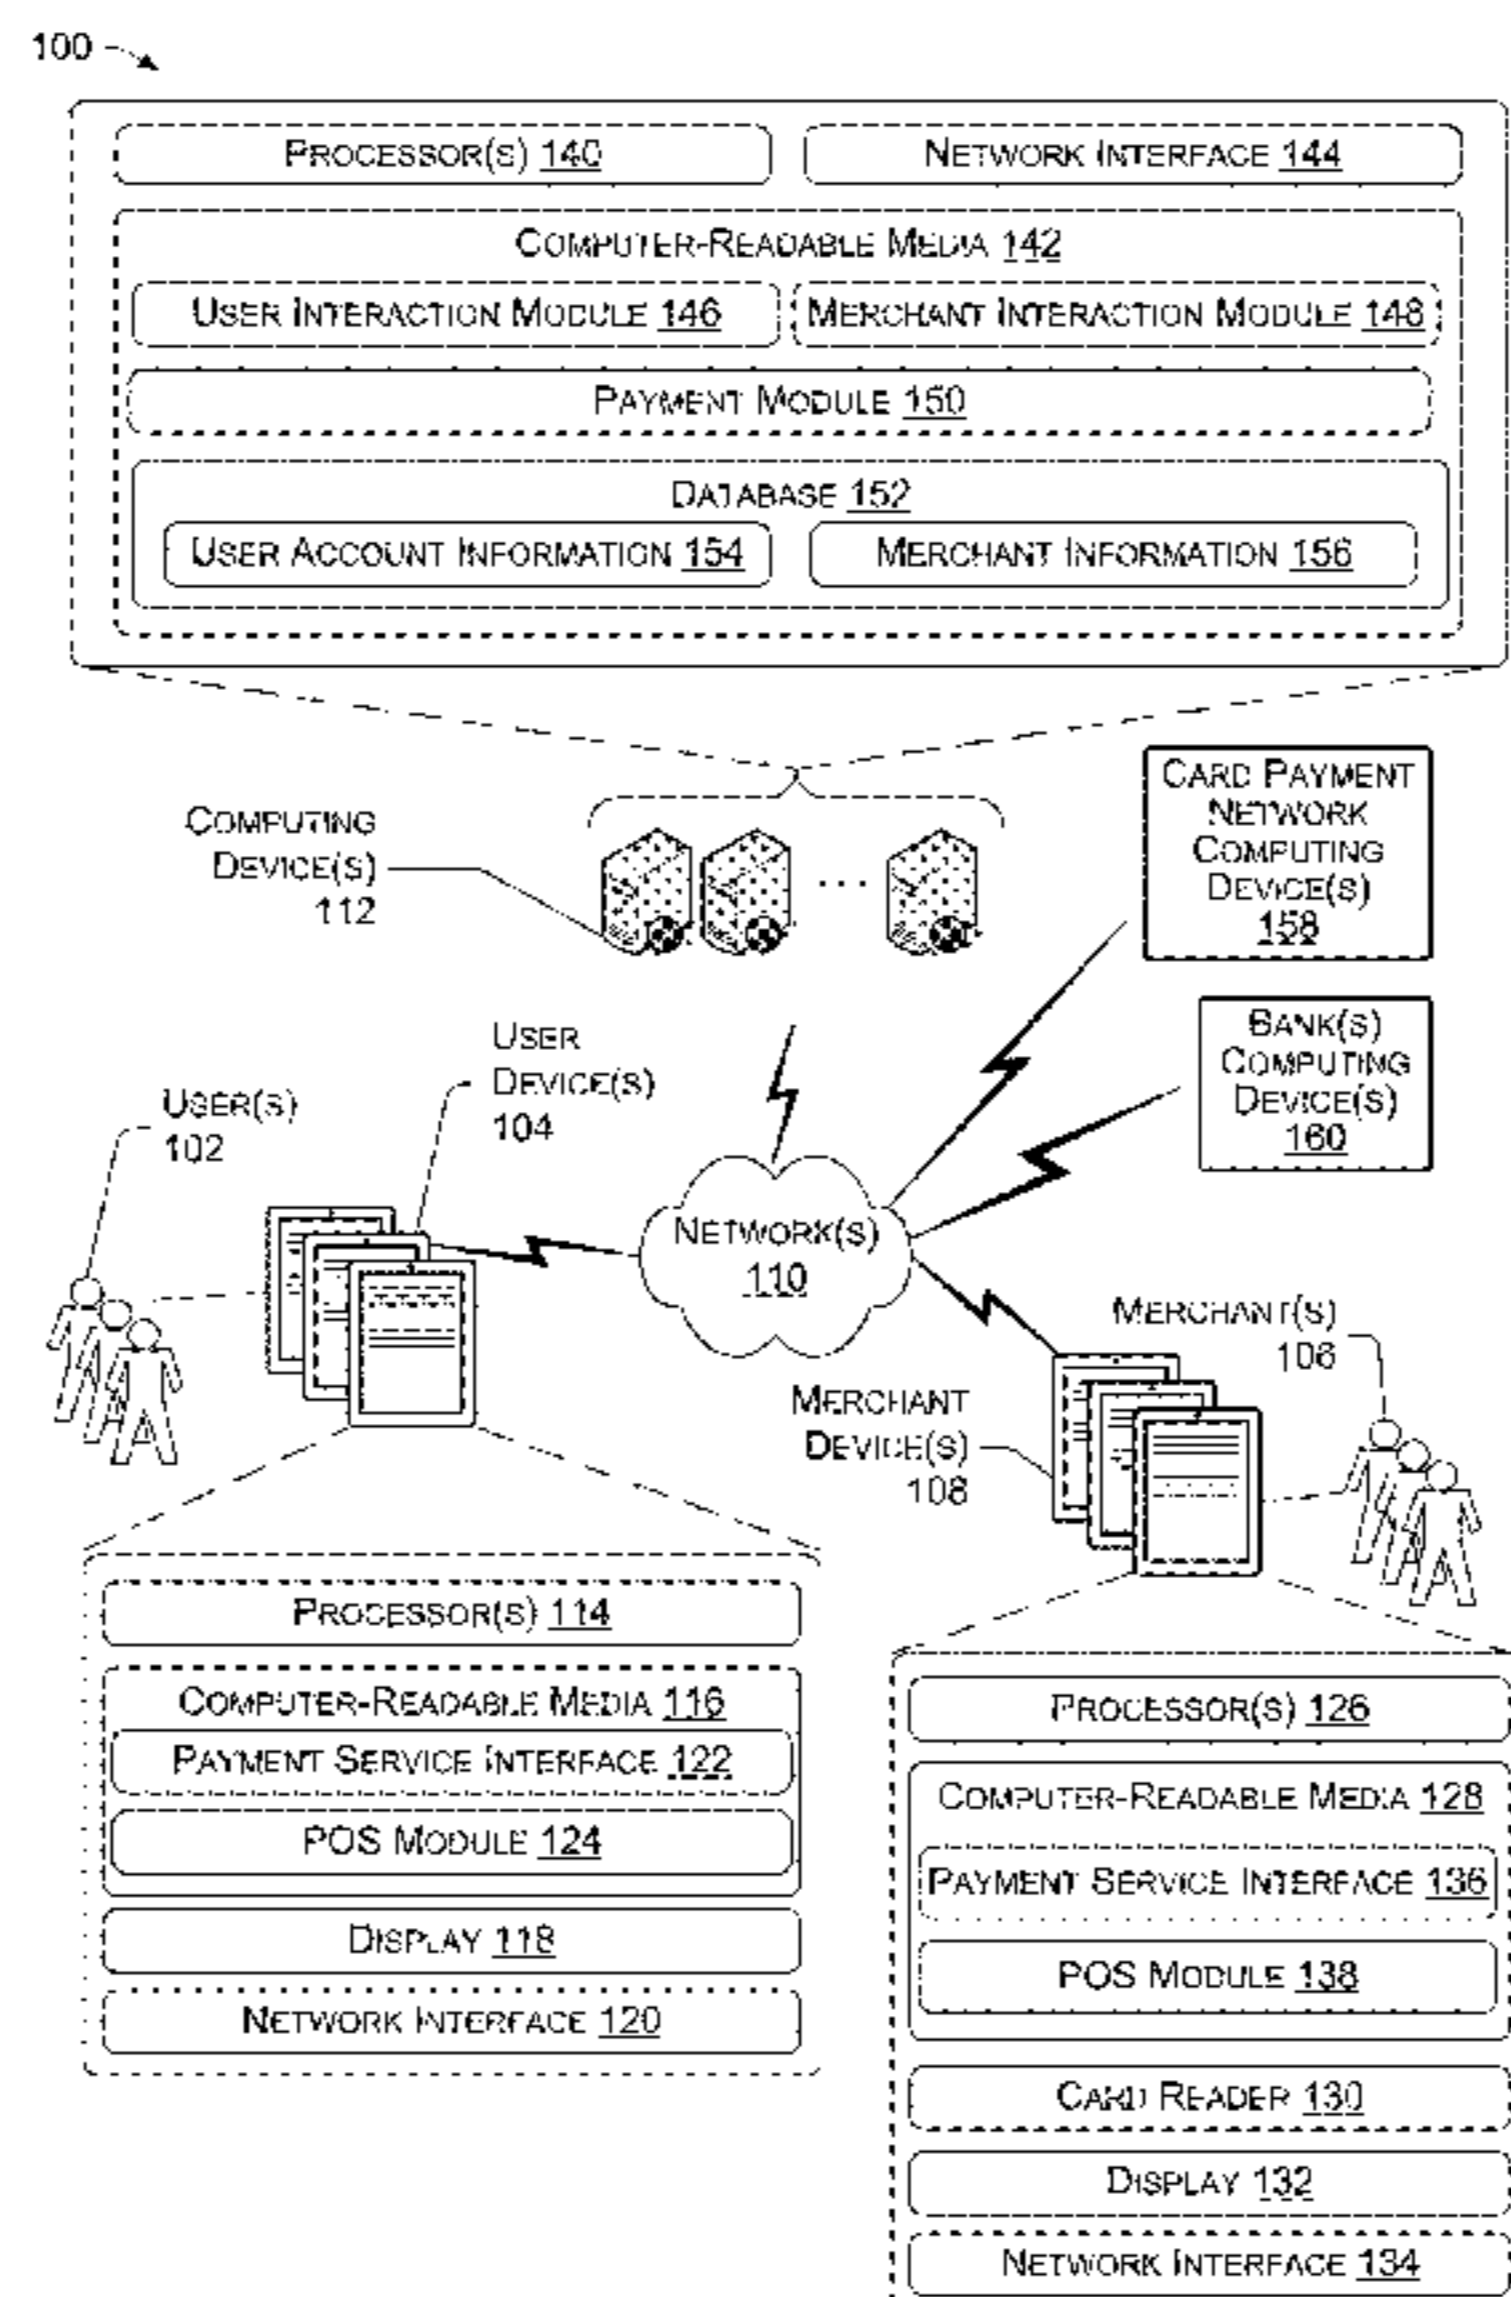 100
PROCESSOR(S) 140
NETWORK INTERFACE 144
COMPUTER-READABLE MEDIA 142
USER INTERACTION MODULE 146
MERCHANT INTERACTION MODULE 148
PAYMENT MODULE 150
DATABASE 152
USER ACCOUNT INFORMATION 154
MERCHANT INFORMATION 156
COMPUTING
DEVICE(S)
112
CARD PAYMENT
NETWORK
COMPUTING
DEVICE(S)
158
BANK(S)
COMPUTING
DEVICE(S)
160
USER
DEVICE(S)
104
USER(S)
102
NETWORK(S)
110
MERCHANT(S)
106
MERCHANT
DEVICE(S)
108
PROCESSOR(S) 114
COMPUTER-READABLE MEDIA 116
PAYMENT SERVICE INTERFACE 122
POS MODULE 124
DISPLAY 118
NETWORK INTERFACE 120
PROCESSOR(S) 126
COMPUTER-READABLE MEDIA 128
PAYMENT SERVICE INTERFACE 136
POS MODULE 138
CARD READER 130
DISPLAY 132
NETWORK INTERFACE 134